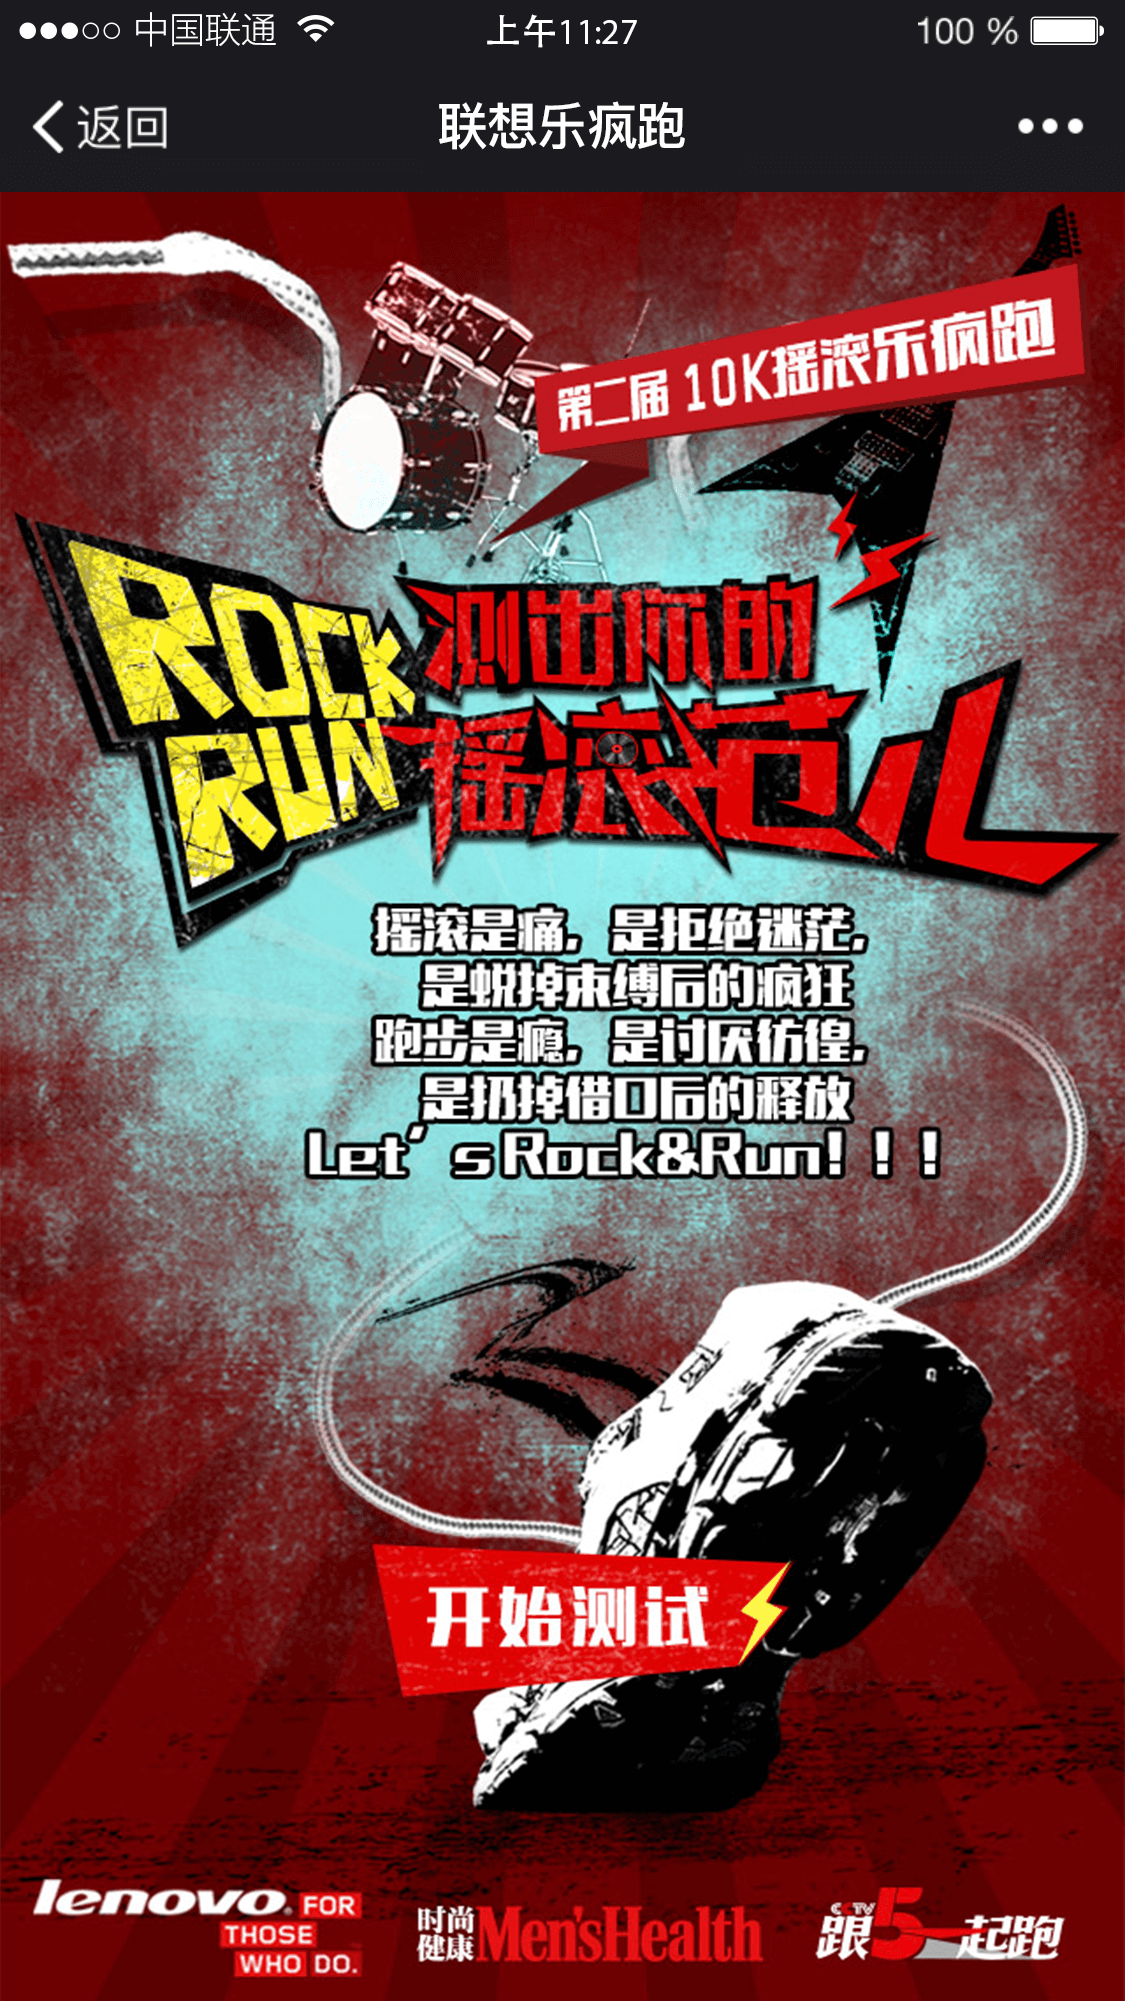 中国联通
上午11:27
100 %
返回
联想乐疯跑
第二届 10K摇滚乐疯跑
ROCK
RUN
测出你的
摇滚范儿
摇滚是痛，是拒绝迷茫，
是蜕掉束缚后的疯狂
跑步是瘾，是讨厌彷徨，
是扔掉借口后的释放
Let's Rock&Run！！！
开始测试
lenovo FOR
THOSE
WHO DO.
时尚
健康
Men'sHealth
CCTV
跟5一起跑